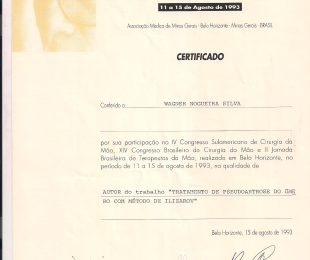 11 a 15 de Agosto de 1993
Associação Médica de Minas Gerais - Belo Horizonte - Minas Gerais - BRASIL
CERTIFICADO
Conferido a WAGNER NOGUEIRA SILVA
por sua participação no IV Congresso Sulamericano de Cirurgia da
Mão, XIV Congresso Brasileiro de Cirurgia da Mão e II Jornada
Brasileira de Terapeutas da Mão, realizada em Belo Horizonte, no
período de 11 a 15 de agosto de 1993, na qualidade de
AUTOR do trabalho "TRATAMENTO DE PSEUDOARTROSE DO
RO COM MÉTODO DE ILIZAROV"
Belo Horizonte, 15 de agosto de 1993